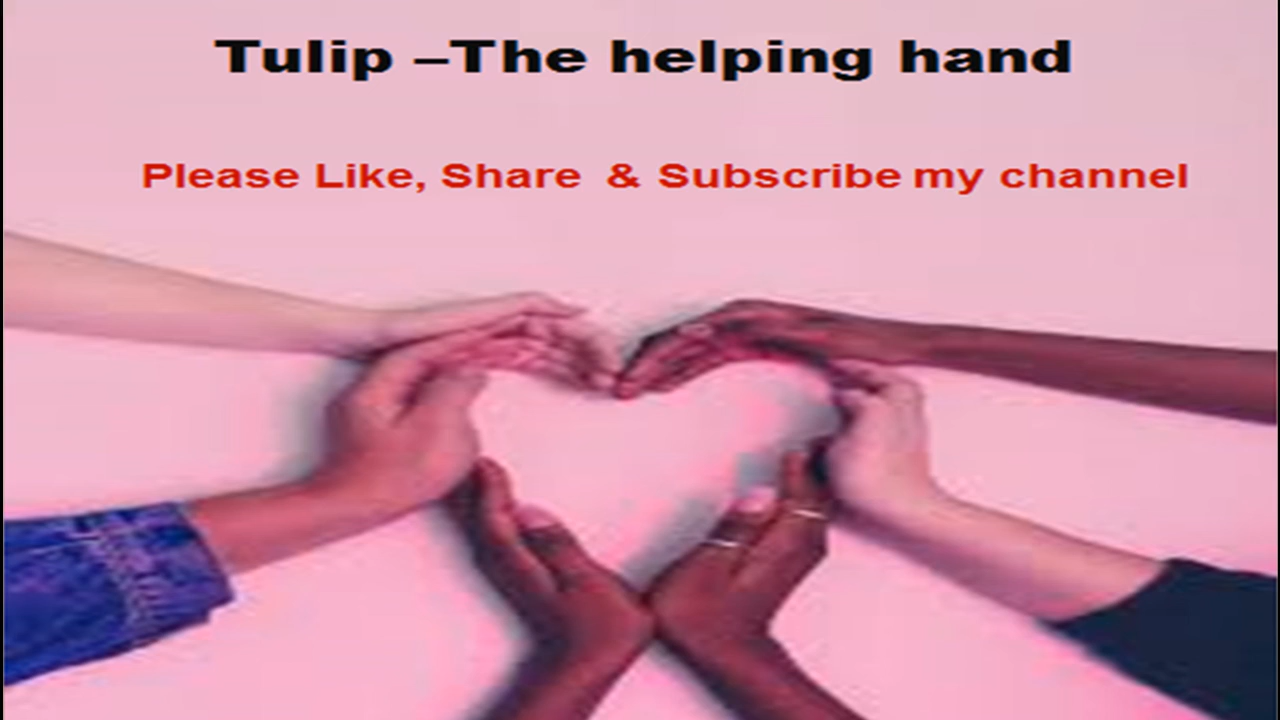 Tulip –The helping hand
Please Like, Share & Subscribe my channel